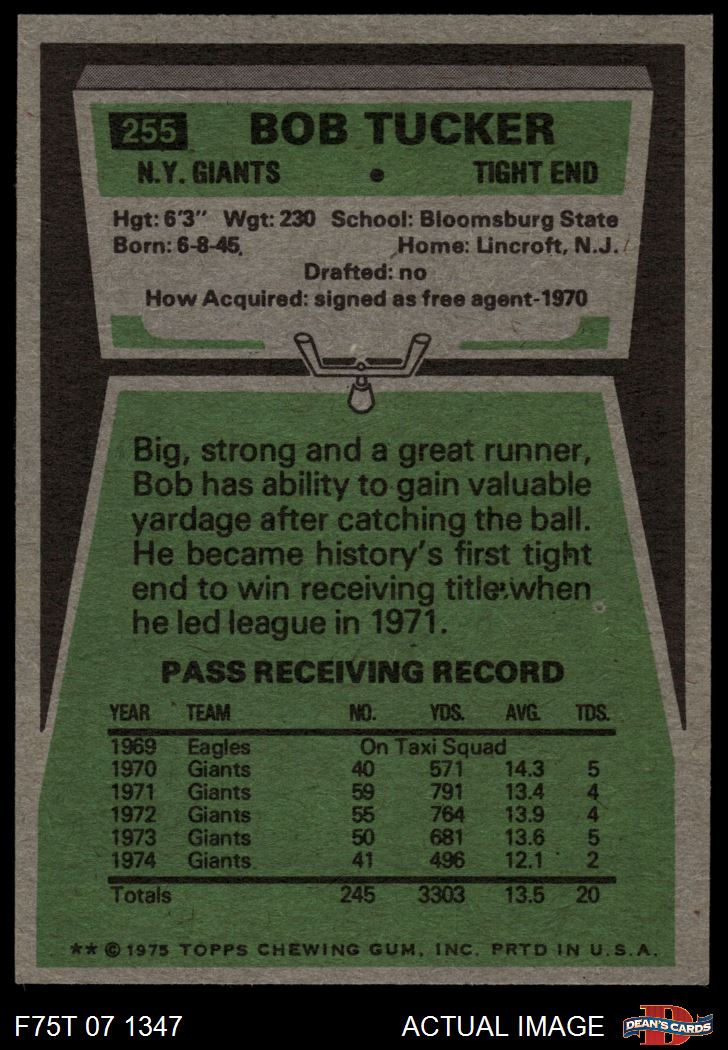 255 BOB TUCKER
N.Y. GIANTS • TIGHT END
Hgt: 6'3" Wgt: 230 School: Bloomsburg State
Born: 6-8-45 Home: Lincroft, N.J.
Drafted: no
How Acquired: signed as free agent-1970
Big, strong and a great runner,
Bob has ability to gain valuable
yardage after catching the ball.
He became history's first tight
end to win receiving title when
he led league in 1971.
PASS RECEIVING RECORD
YEAR TEAM NO. YDS. AVG. TDS.
1969 Eagles On Taxi Squad
1970 Giants 40 571 14.3 5
1971 Giants 59 791 13.4 4
1972 Giants 55 764 13.9 4
1973 Giants 50 681 13.6 5
1974 Giants 41 496 12.1 2
Totals 245 3303 13.5 20
** © 1975 TOPPS CHEWING GUM, INC. PRTD IN U.S.A.
F75T 07 1347 ACTUAL IMAGE D DEAN'S CARDS